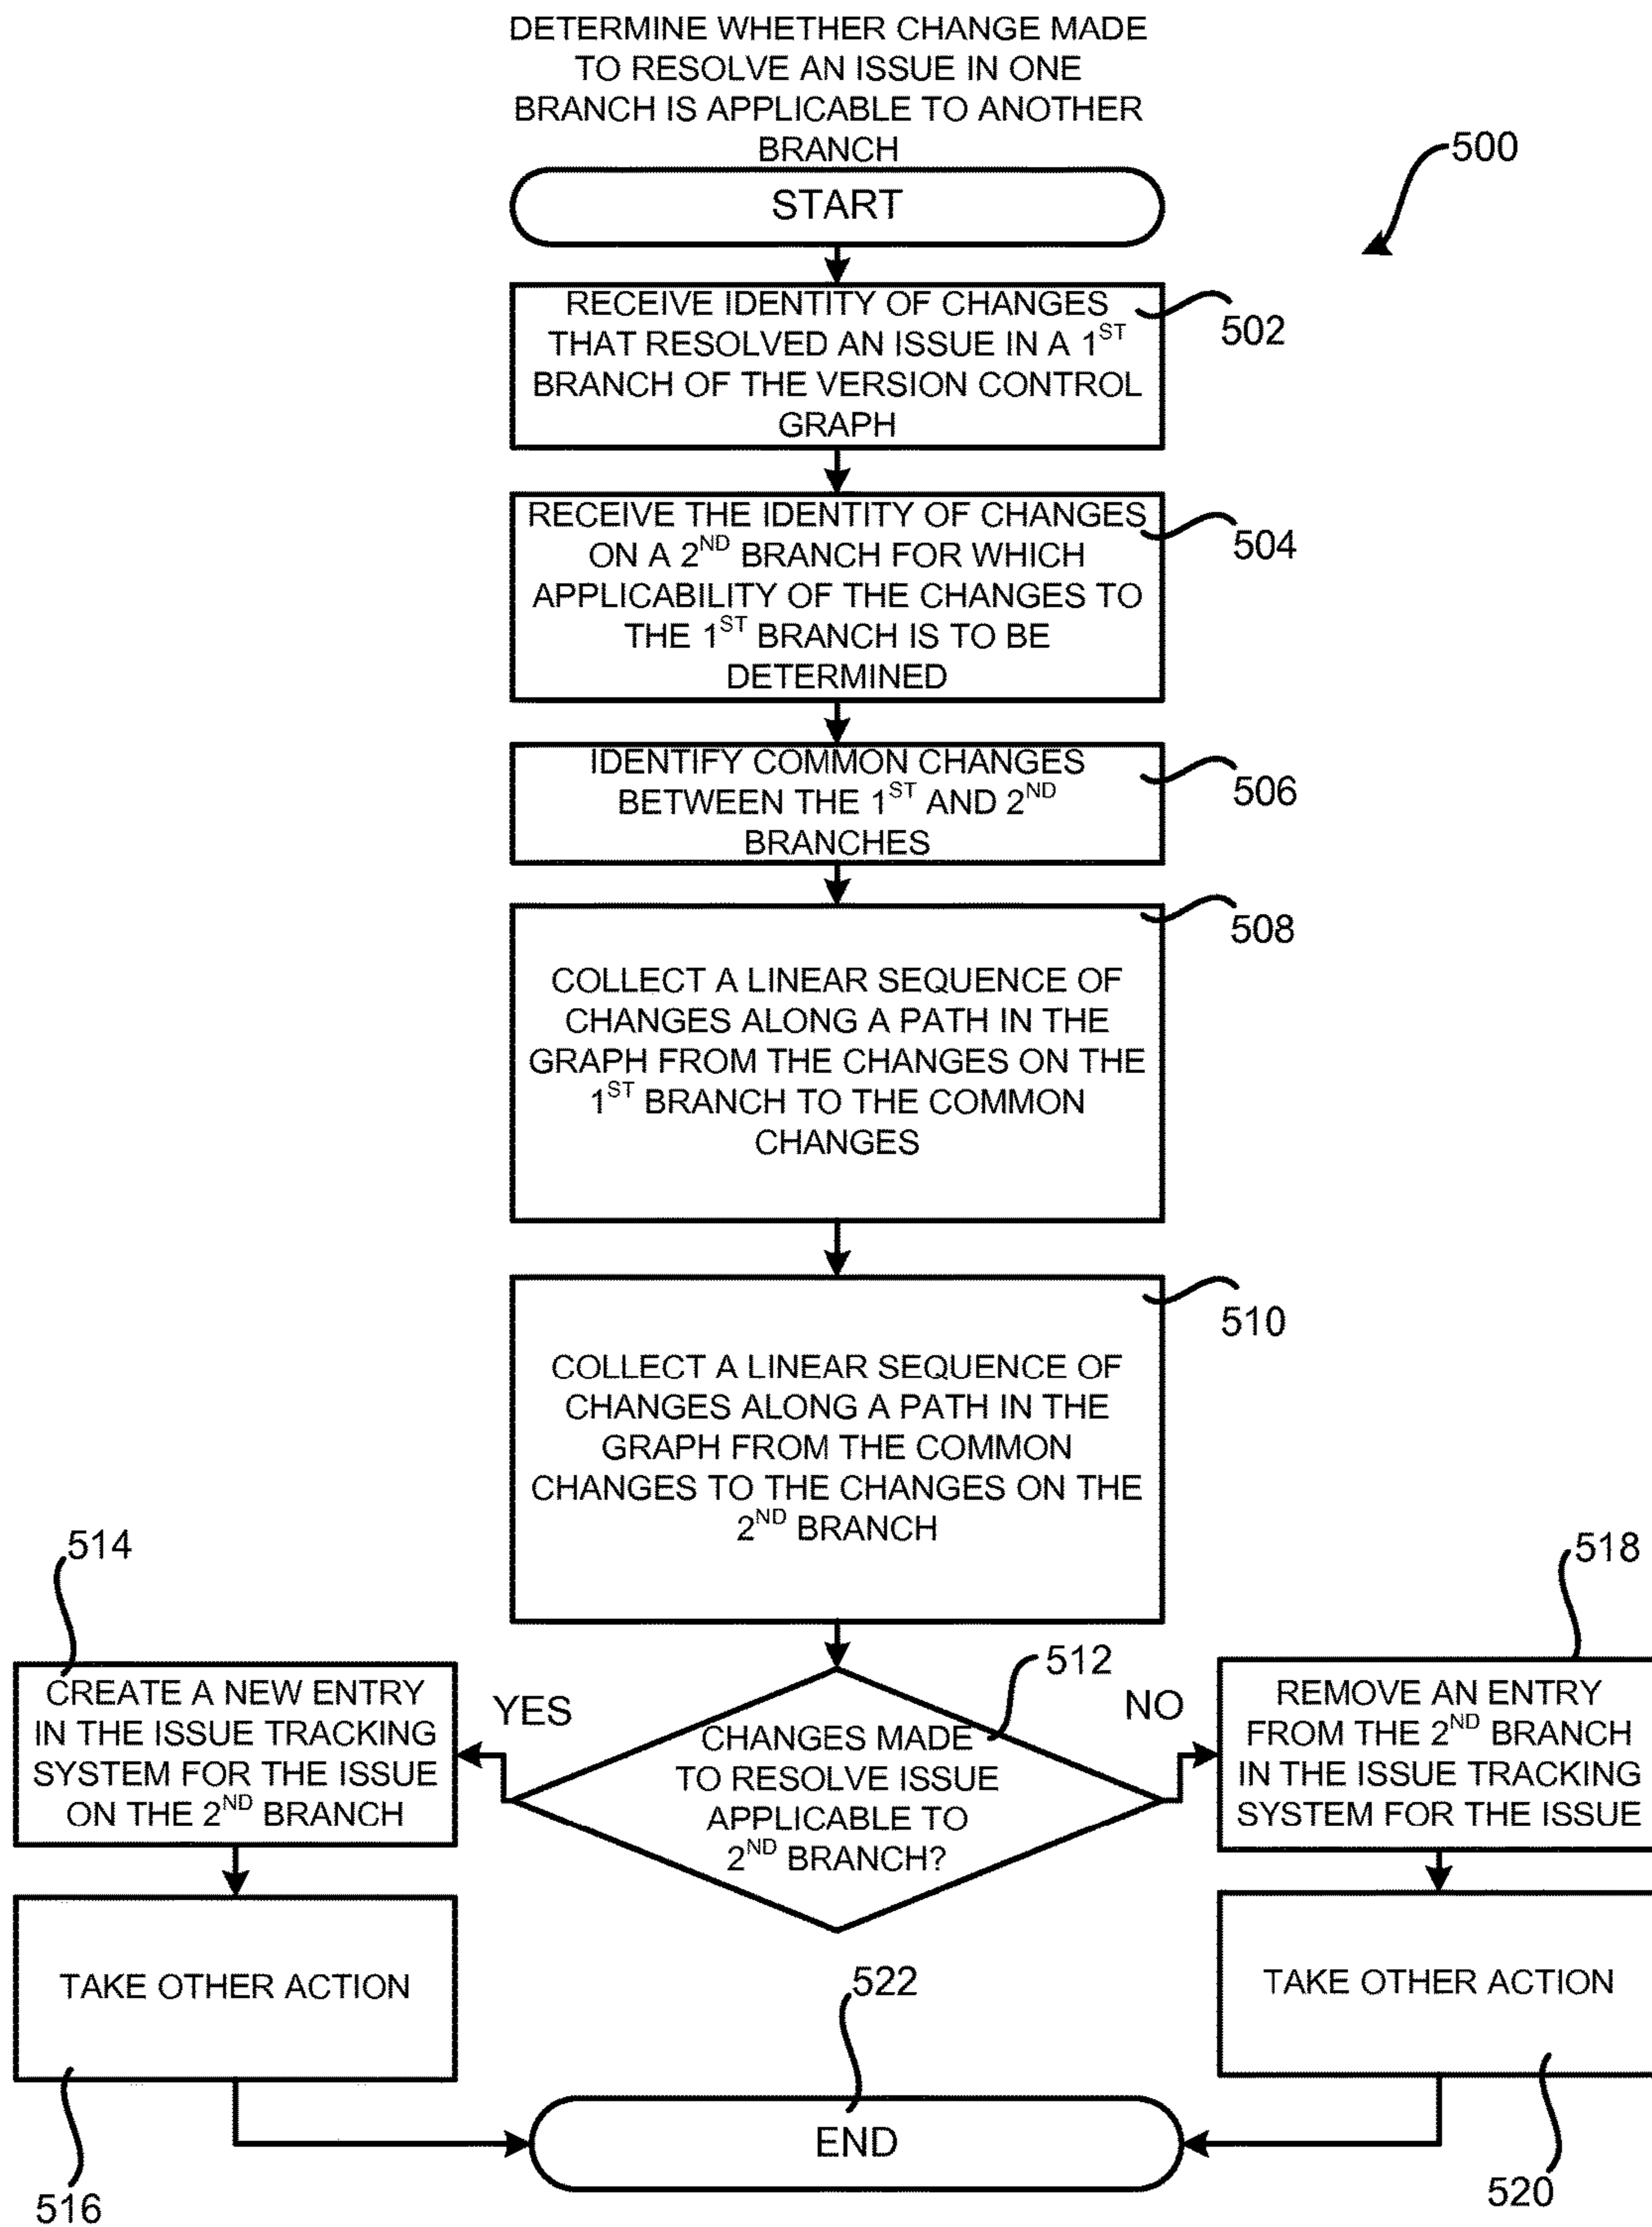 DETERMINE WHETHER CHANGE MADE
TO RESOLVE AN ISSUE IN ONE
BRANCH IS APPLICABLE TO ANOTHER
BRANCH
500
START
RECEIVE IDENTITY OF CHANGES
THAT RESOLVED AN ISSUE IN A 1ST
BRANCH OF THE VERSION CONTROL
GRAPH
502
RECEIVE THE IDENTITY OF CHANGES
ON A 2ND BRANCH FOR WHICH
APPLICABILITY OF THE CHANGES TO
THE 1ST BRANCH IS TO BE
DETERMINED
504
IDENTIFY COMMON CHANGES
BETWEEN THE 1ST AND 2ND
BRANCHES
506
508
COLLECT A LINEAR SEQUENCE OF
CHANGES ALONG A PATH IN THE
GRAPH FROM THE CHANGES ON THE
1ST BRANCH TO THE COMMON
CHANGES
510
COLLECT A LINEAR SEQUENCE OF
CHANGES ALONG A PATH IN THE
GRAPH FROM THE COMMON
CHANGES TO THE CHANGES ON THE
2ND BRANCH
512
CHANGES MADE
TO RESOLVE ISSUE
APPLICABLE TO
2ND BRANCH?
YES
514
CREATE A NEW ENTRY
IN THE ISSUE TRACKING
SYSTEM FOR THE ISSUE
ON THE 2ND BRANCH
TAKE OTHER ACTION
516
NO
518
REMOVE AN ENTRY
FROM THE 2ND BRANCH
IN THE ISSUE TRACKING
SYSTEM FOR THE ISSUE
TAKE OTHER ACTION
520
522
END